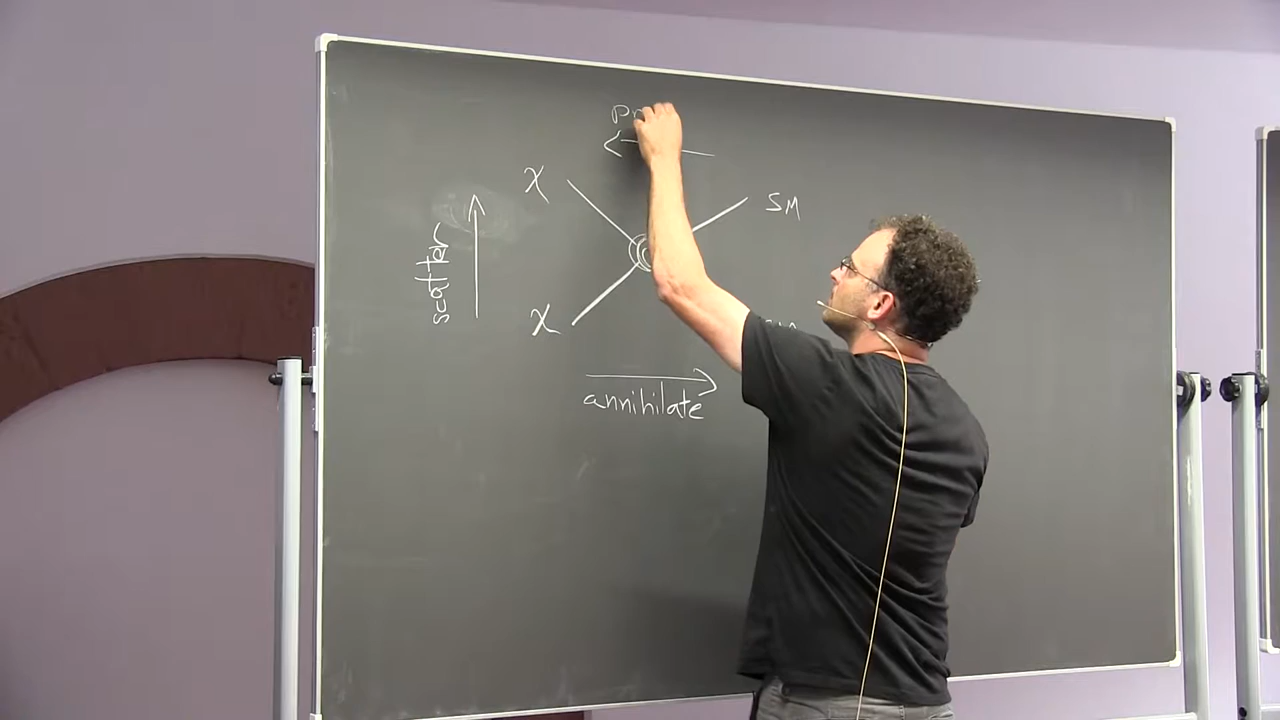 χ
SM
scatter
χ
annihilate